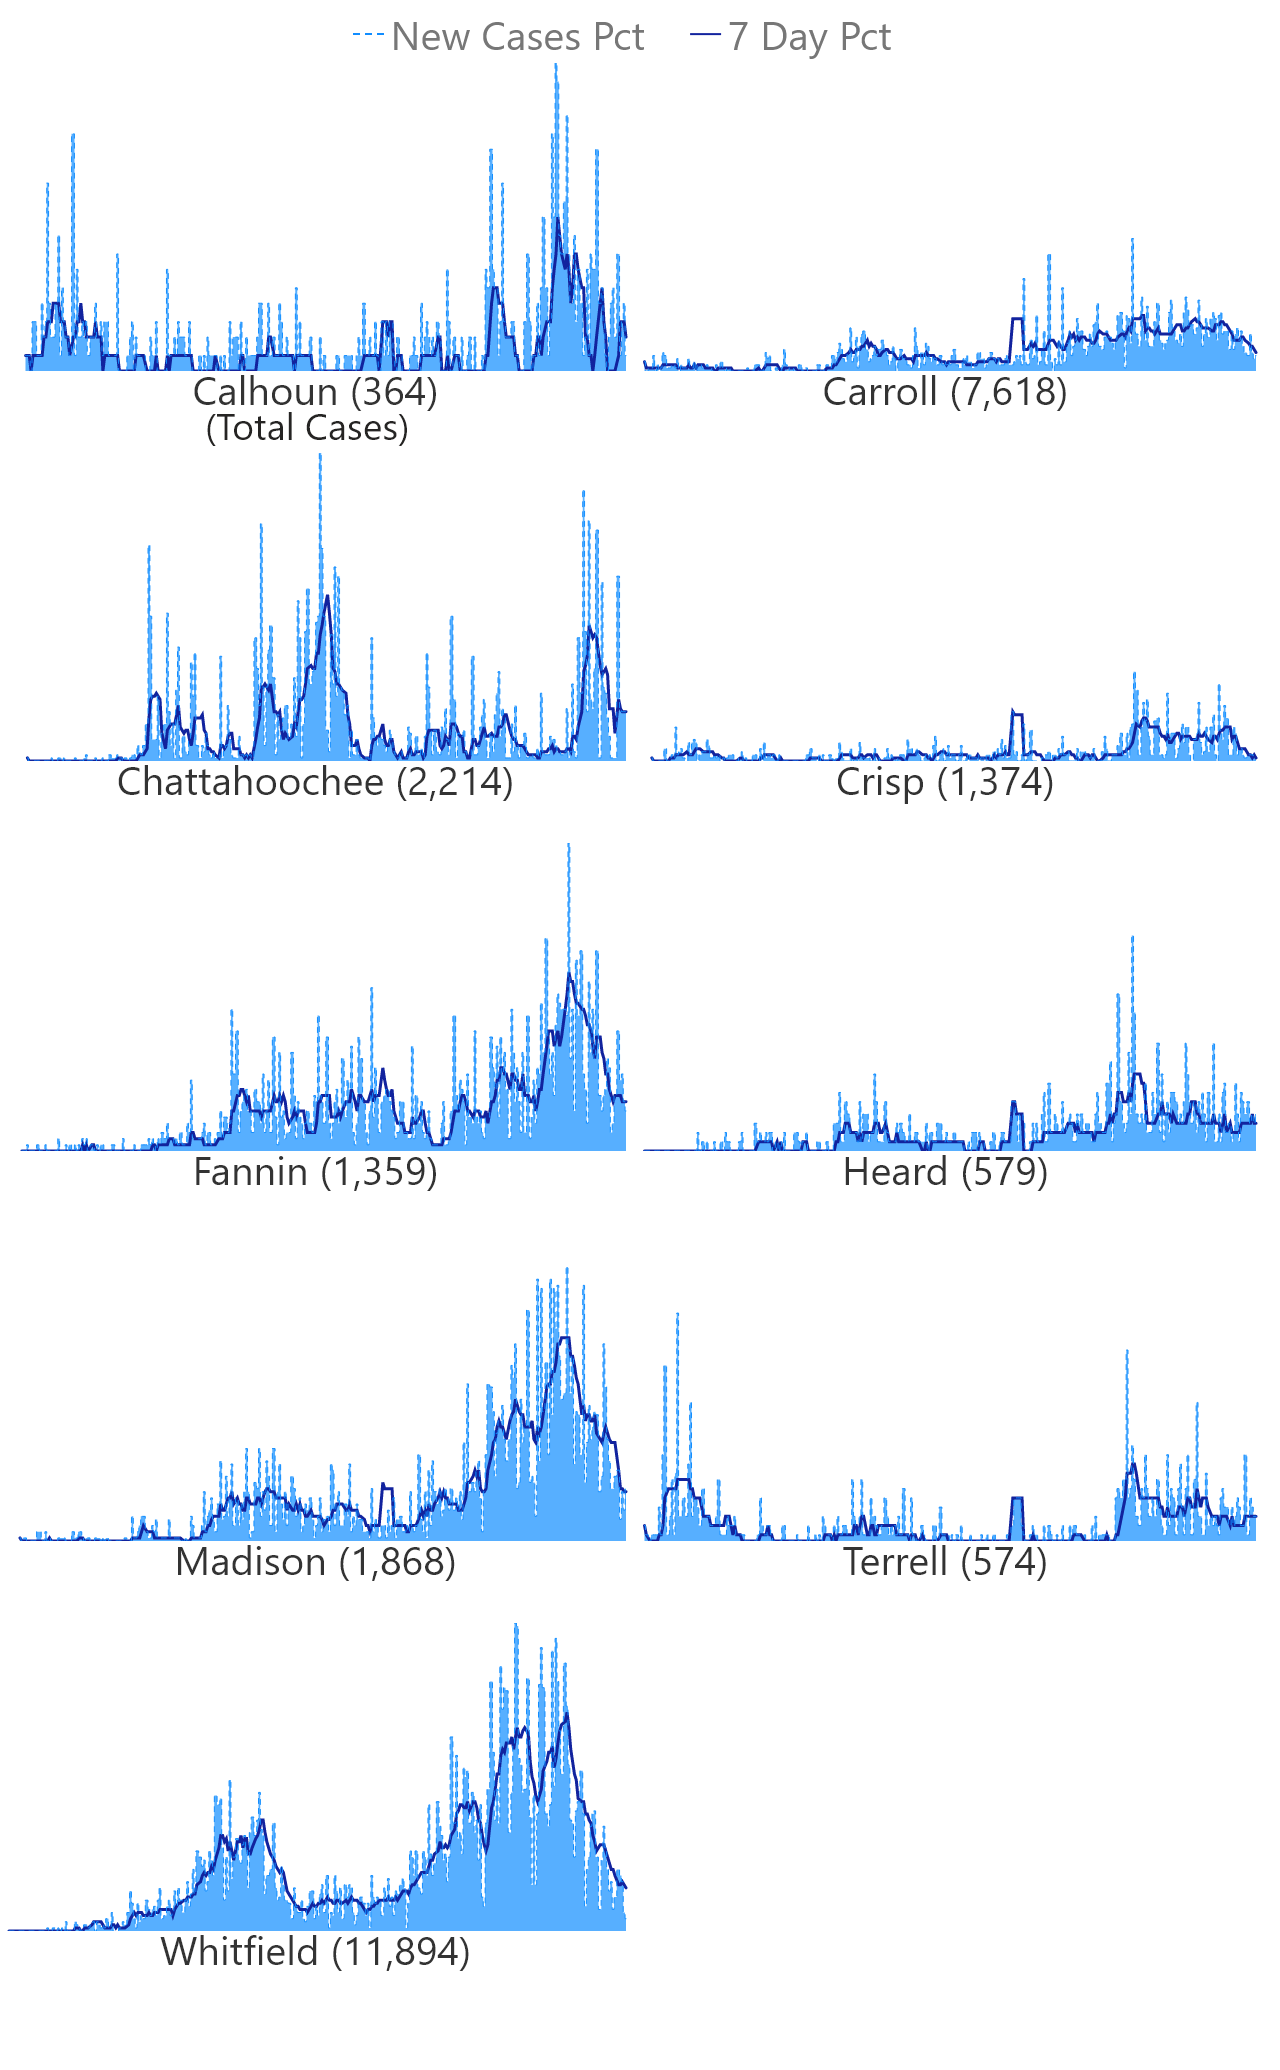 New Cases Pct 7 Day Pct
Calhoun (364) Carroll (7,618)
(Total Cases)
Chattahoochee (2,214) Crisp (1,374)
Fannin (1,359) Heard (579)
Madison (1,868) Terrell (574)
Whitfield (11,894)